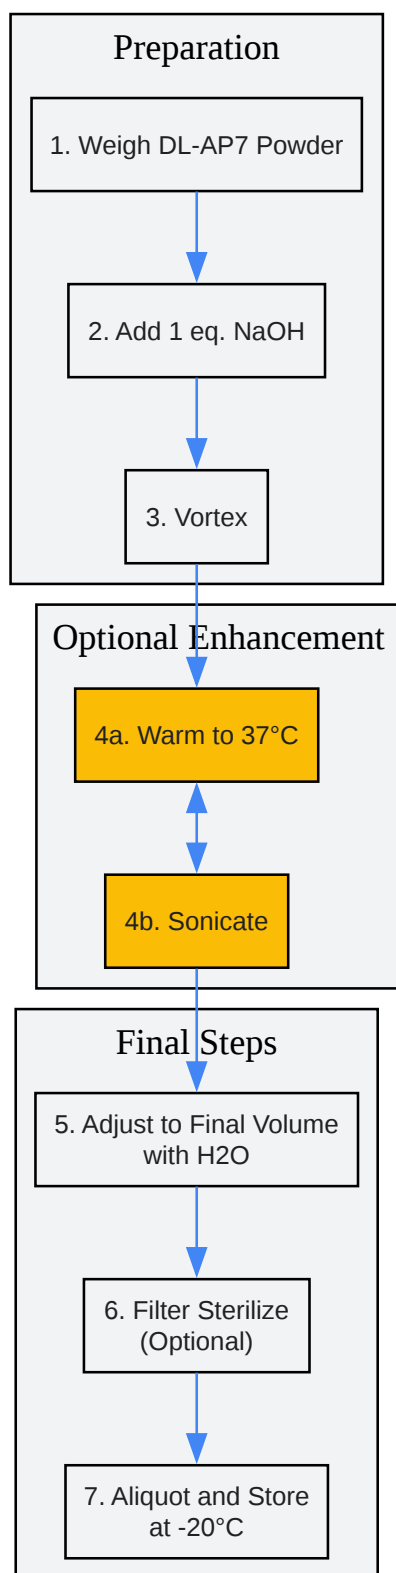 Preparation
1. Weigh DL-AP7 Powder
2. Add 1 eq. NaOH
3. Vortex
Optional Enhancement
4a. Warm to 37°C
4b. Sonicate
Final Steps
5. Adjust to Final Volume
with H2O
6. Filter Sterilize
(Optional)
7. Aliquot and Store
at -20°C